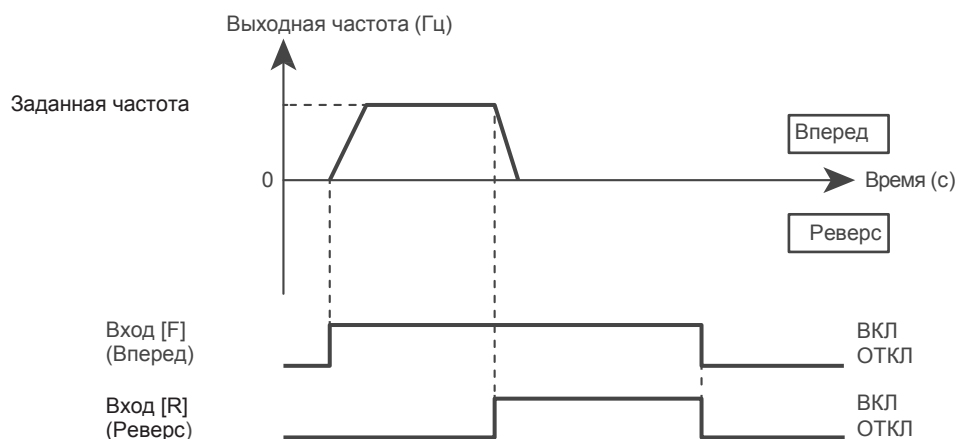 Выходная частота (Гц)
Заданная частота
Вперед
0
Время (с)
Реверс
Вход [F]
(Вперед)
ВКЛ
ОТКЛ
Вход [R]
(Реверс)
ВКЛ
ОТКЛ